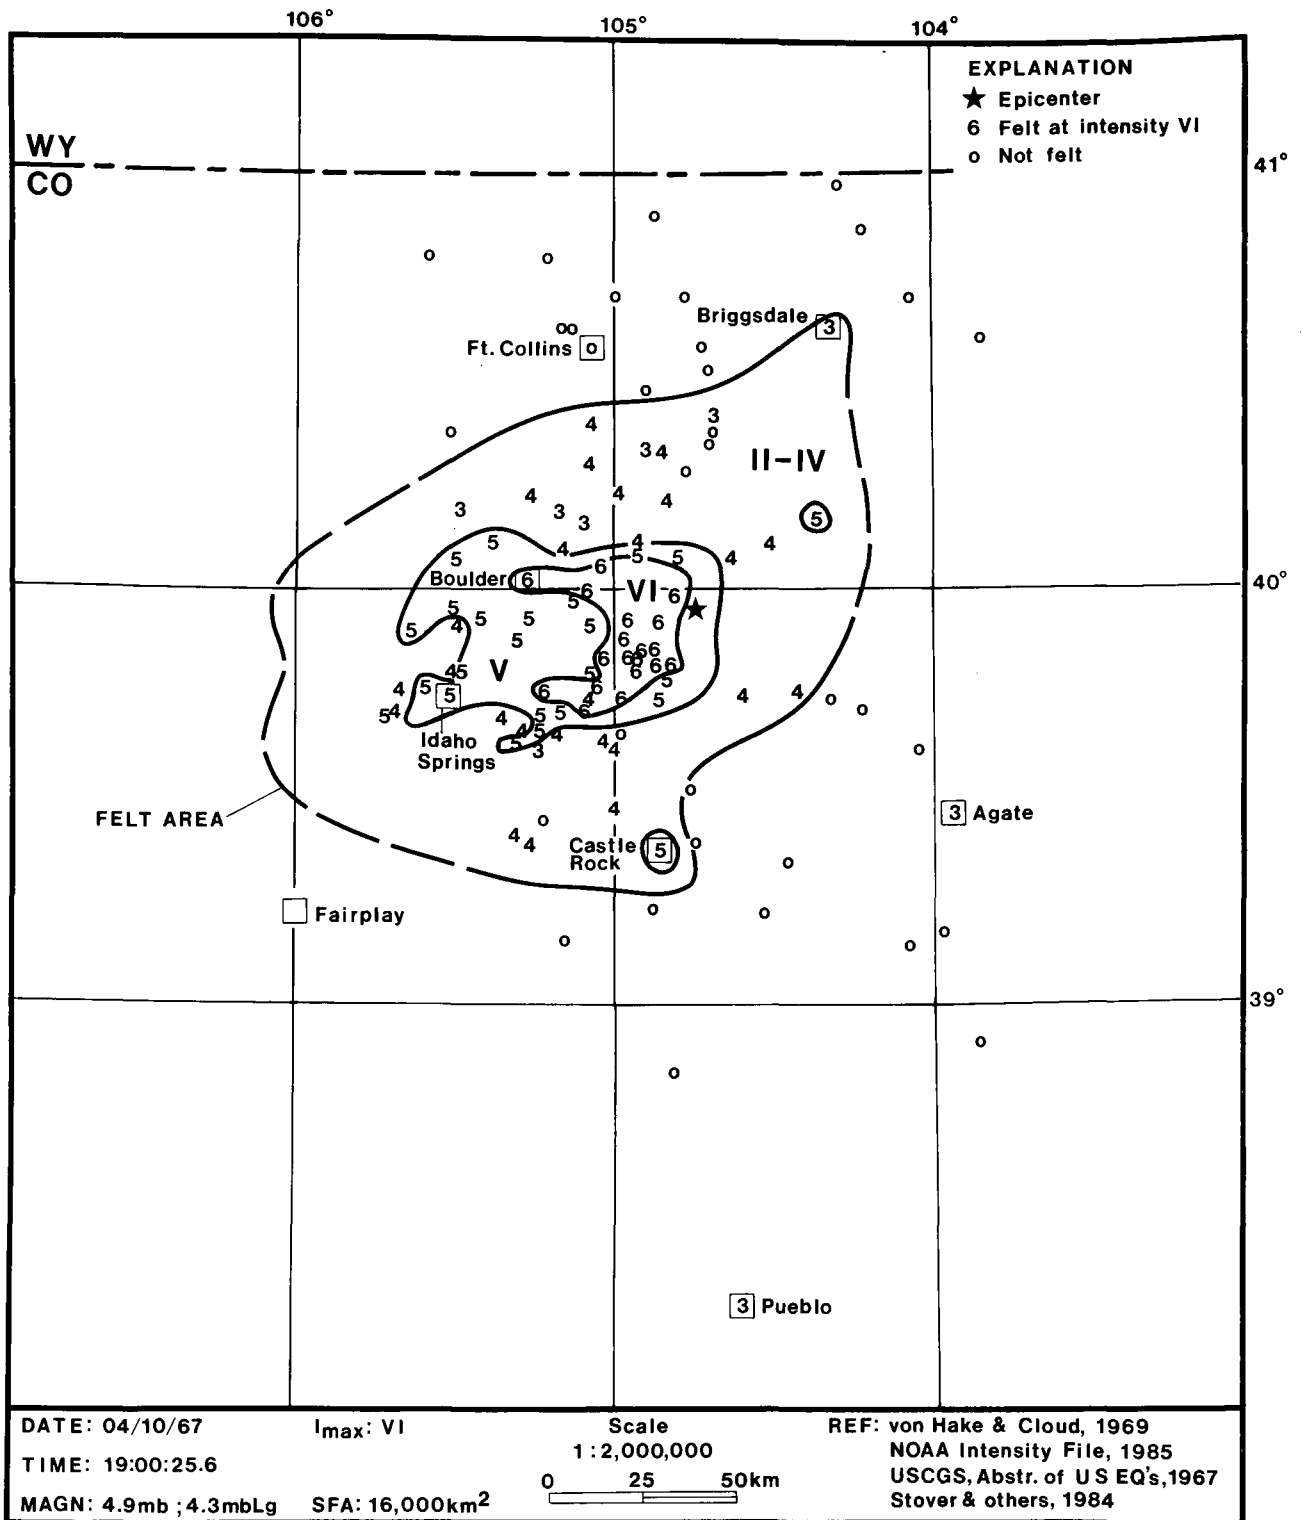 106° 105° 104°
EXPLANATION
★ Epicenter
6 Felt at intensity VI
o Not felt
WY
CO
41°
Briggsdale 3
Ft. Collins o
II-IV
Boulder 6
VI
40°
V
Idaho
Springs
FELT AREA
3 Agate
Castle
Rock
5
Fairplay
39°
3 Pueblo
DATE: 04/10/67
TIME: 19:00:25.6
MAGN: 4.9mb ; 4.3mbLg
Imax: VI
SFA: 16,000km²
Scale
1:2,000,000
0 25 50km
REF: von Hake & Cloud, 1969
NOAA Intensity File, 1985
USCGS, Abstr. of U S EQ's, 1967
Stover & others, 1984